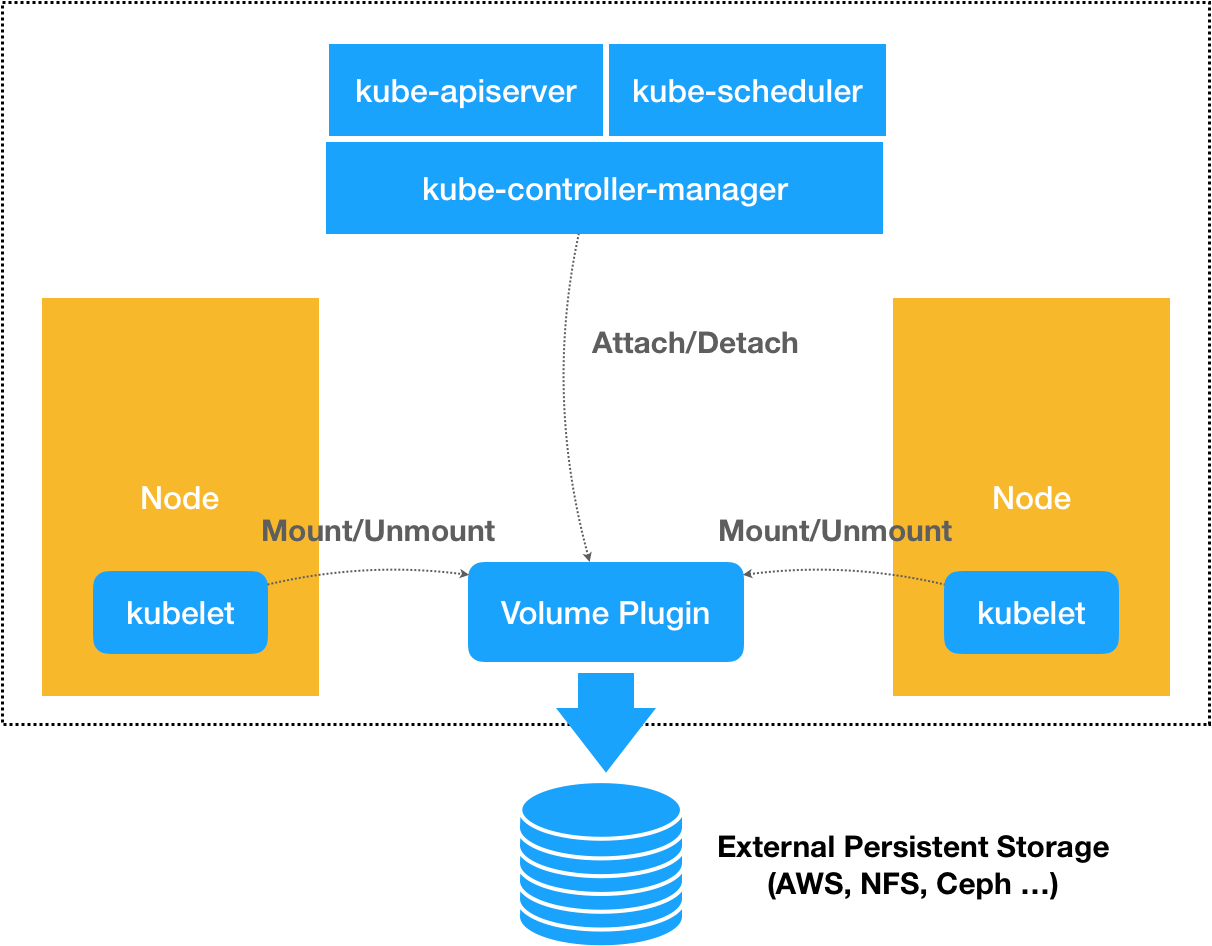 kube-apiserver
kube-scheduler
kube-controller-manager
Attach/Detach
Node
Node
Mount/Unmount
Mount/Unmount
kubelet
Volume Plugin
kubelet
External Persistent Storage
(AWS, NFS, Ceph …)